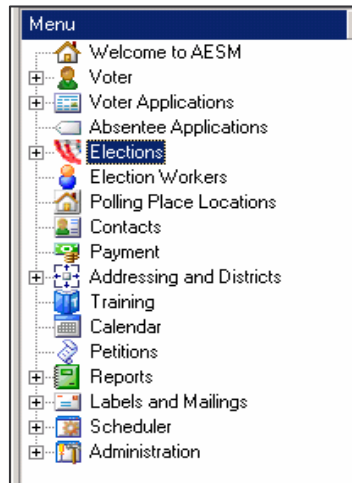 Menu
Welcome to AESM
Voter
Voter Applications
Absentee Applications
Elections
Election Workers
Polling Place Locations
Contacts
Payment
Addressing and Districts
Training
Calendar
Petitions
Reports
Labels and Mailings
Scheduler
Administration